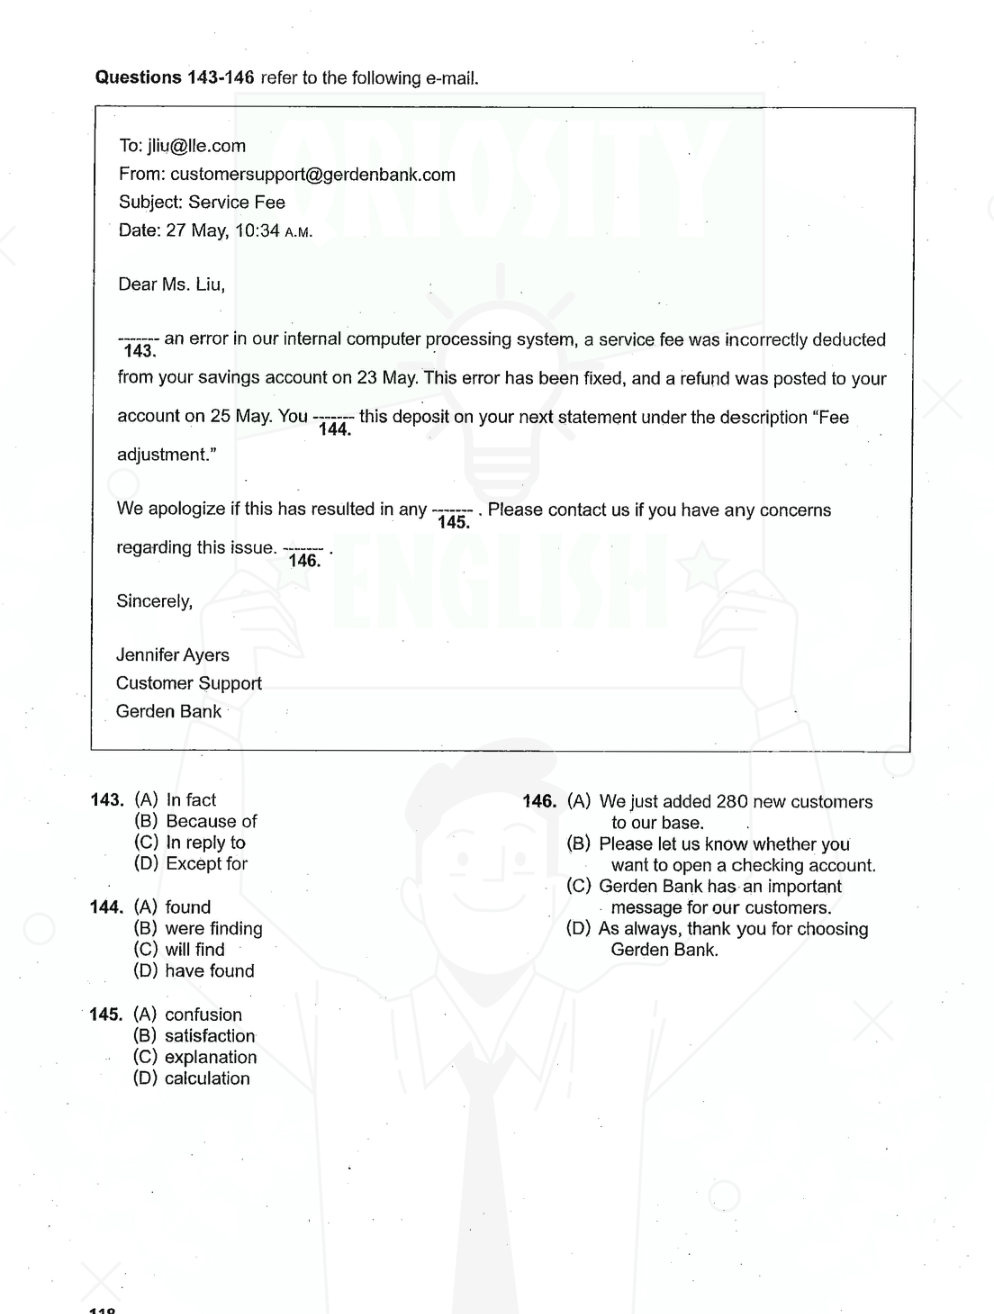 Questions 143-146 refer to the following e-mail.
To: jliu@lle.com
From: customersupport@gerdenbank.com
Subject: Service Fee
Date: 27 May, 10:34 A.M.
Dear Ms. Liu,
------- an error in our internal computer processing system, a service fee was incorrectly deducted
143.
from your savings account on 23 May. This error has been fixed, and a refund was posted to your
account on 25 May. You ------- this deposit on your next statement under the description “Fee
144.
adjustment.”
We apologize if this has resulted in any ------- . Please contact us if you have any concerns
145.
regarding this issue. ------- .
146.
Sincerely,
Jennifer Ayers
Customer Support
Gerden Bank
143. (A) In fact
(B) Because of
(C) In reply to
(D) Except for
144. (A) found
(B) were finding
(C) will find
(D) have found
145. (A) confusion
(B) satisfaction
(C) explanation
(D) calculation
146. (A) We just added 280 new customers
to our base.
(B) Please let us know whether you
want to open a checking account.
(C) Gerden Bank has an important
message for our customers.
(D) As always, thank you for choosing
Gerden Bank.
QRIOSITY
ENGLISH
118